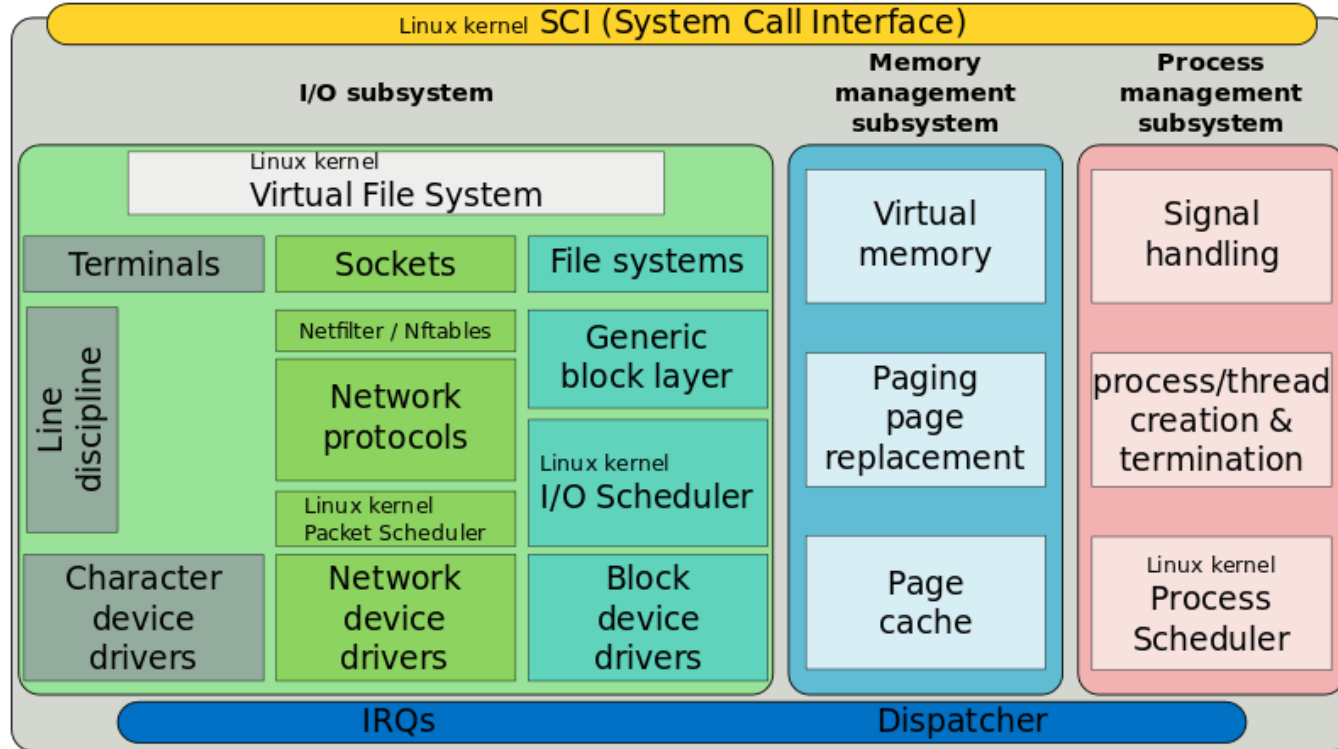 Linux kernel SCI (System Call Interface)
I/O subsystem
Memory
management
subsystem
Process
management
subsystem
Linux kernel
Virtual File System
Terminals
Sockets
File systems
Line
discipline
Netfilter / Nftables
Network
protocols
Linux kernel
Packet Scheduler
Generic
block layer
Linux kernel
I/O Scheduler
Character
device
drivers
Network
device
drivers
Block
device
drivers
Virtual
memory
Paging
page
replacement
Page
cache
Signal
handling
process/thread
creation &
termination
Linux kernel
Process
Scheduler
IRQs
Dispatcher